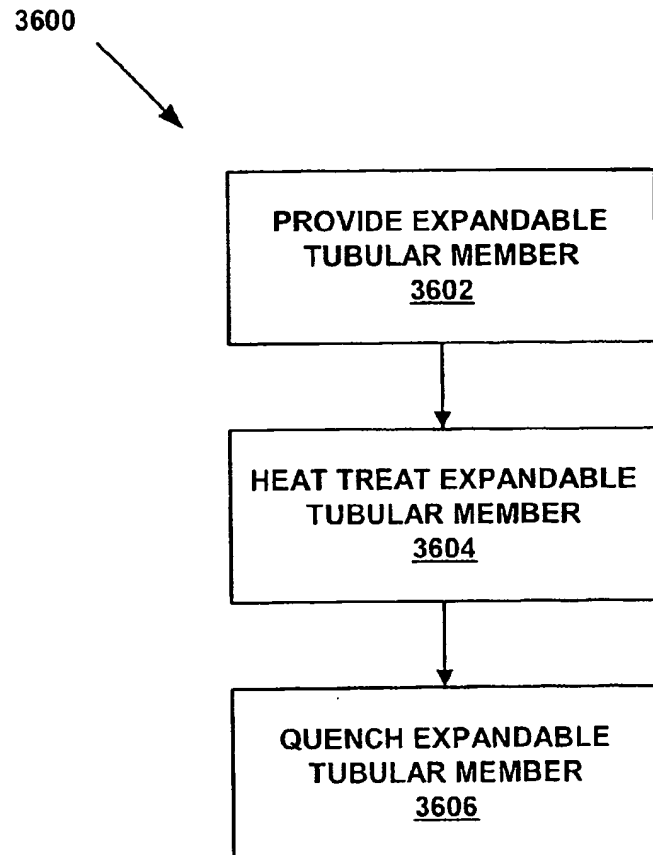 3600
PROVIDE EXPANDABLE
TUBULAR MEMBER
3602
HEAT TREAT EXPANDABLE
TUBULAR MEMBER
3604
QUENCH EXPANDABLE
TUBULAR MEMBER
3606